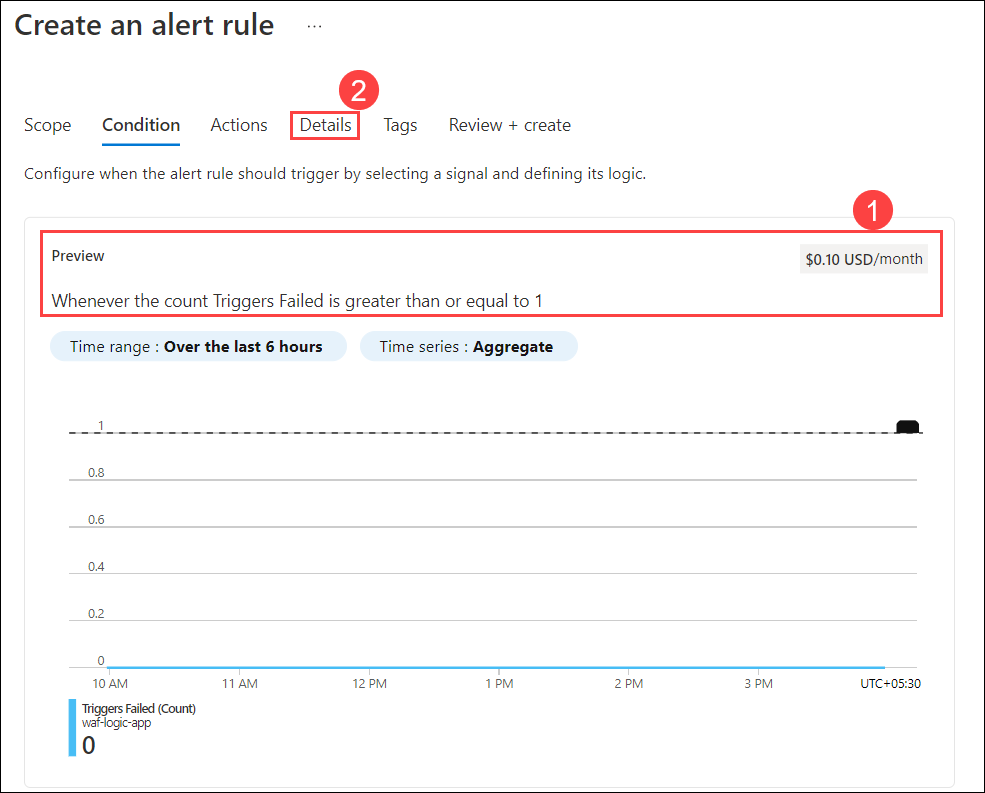 Create an alert rule ...
2
Scope Condition Actions Details Tags Review + create
Configure when the alert rule should trigger by selecting a signal and defining its logic.
1
Preview $0.10 USD/month
Whenever the count Triggers Failed is greater than or equal to 1
Time range : Over the last 6 hours Time series : Aggregate
1
0.8
0.6
0.4
0.2
0
10 AM 11 AM 12 PM 1 PM 2 PM 3 PM UTC+05:30
Triggers Failed (Count)
waf-logic-app
0